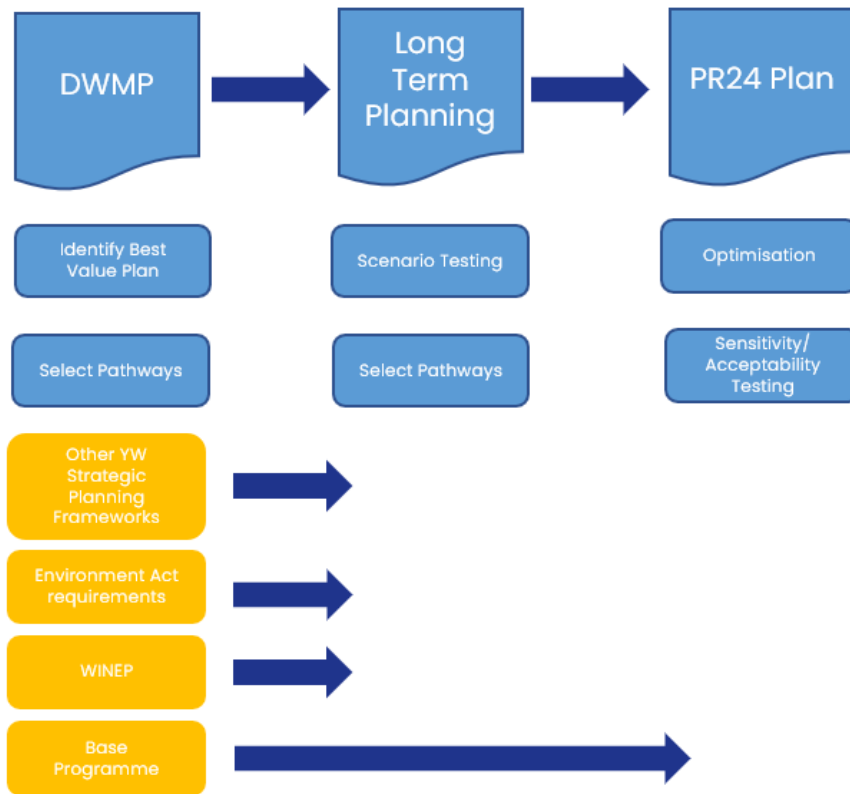 DWMP
Long
Term
Planning
PR24 Plan
Identify Best
Value Plan
Scenario Testing
Optimisation
Select Pathways
Select Pathways
Sensitivity/
Acceptability
Testing
Other YW
Strategic
Planning
Frameworks
Environment Act
requirements
WINEP
Base
Programme